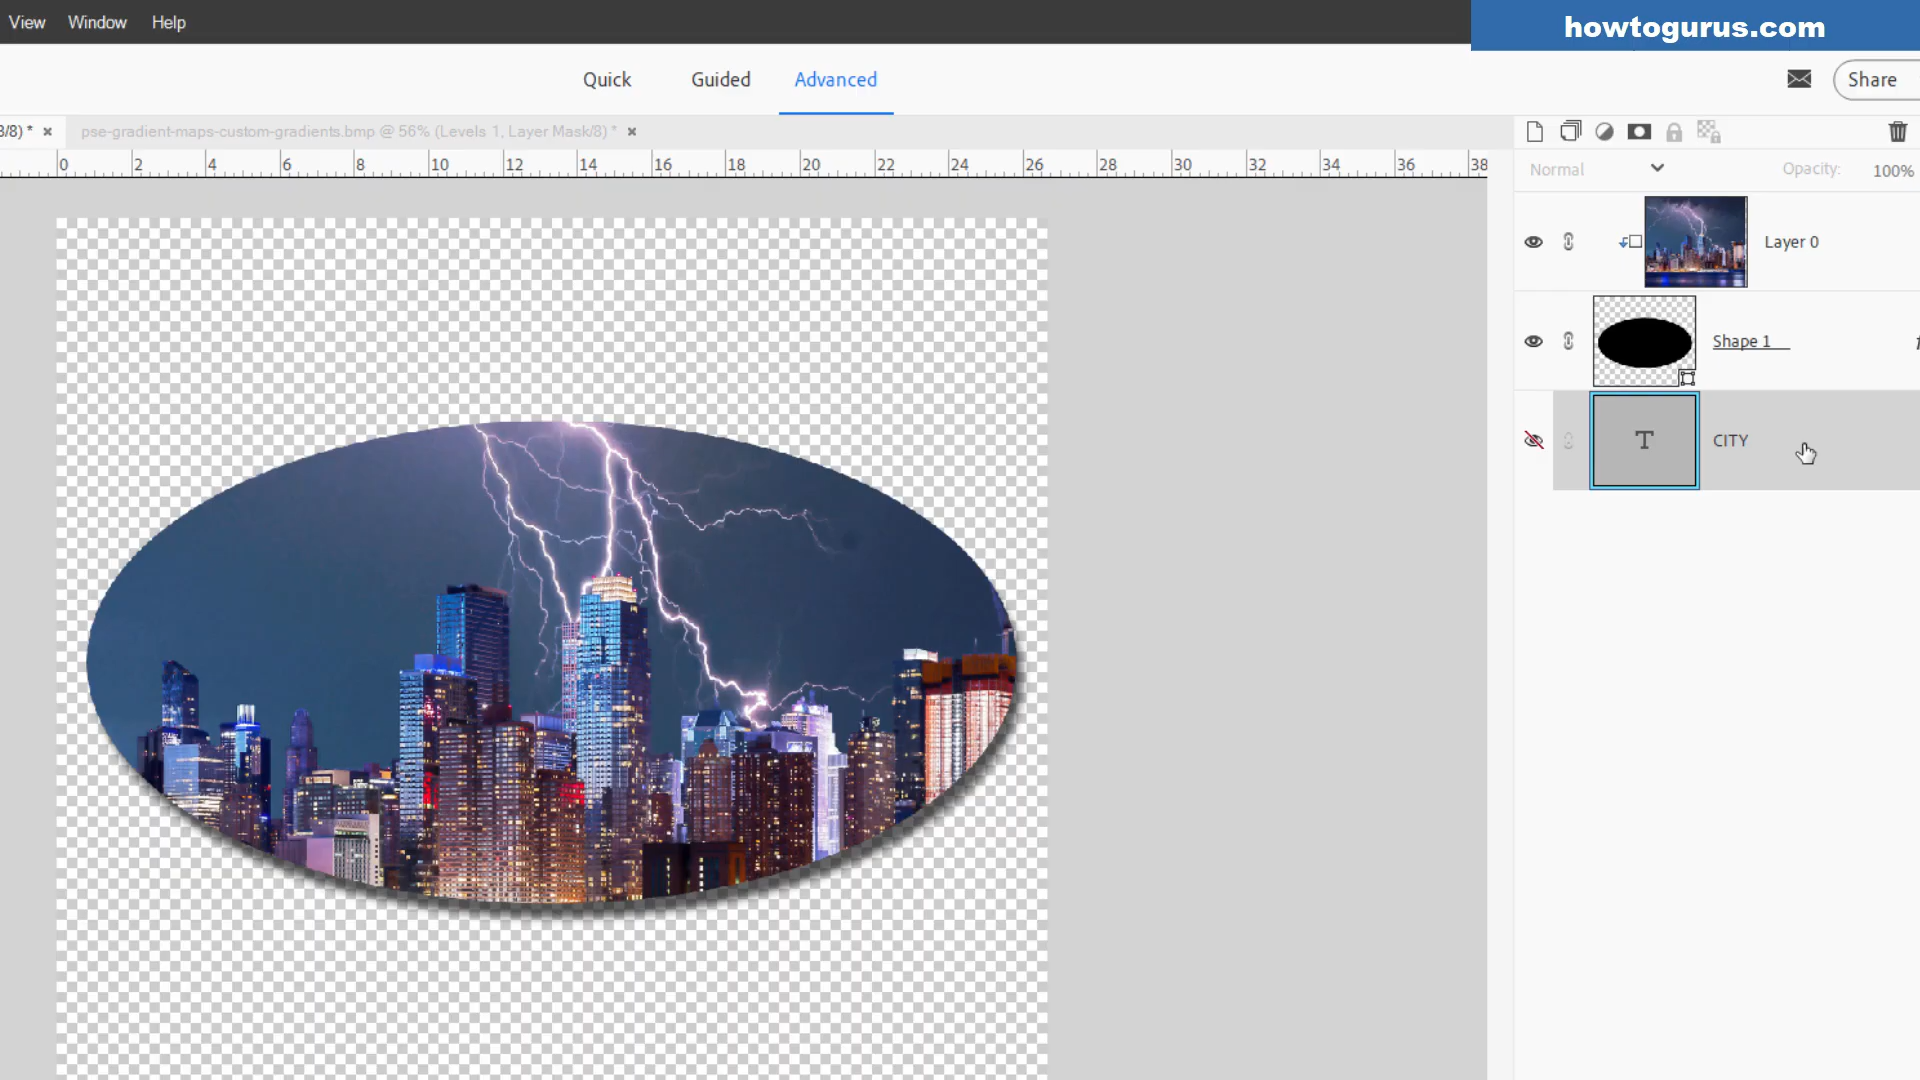 View Window Help
howtogurus.com
Quick Guided Advanced
Share
3/8) * × pse-gradient-maps-custom-gradients.bmp @ 56% (Levels 1, Layer Mask/8) * ×
0 2 4 6 8 10 12 14 16 18 20 22 24 26 28 30 32 34 36 38
Normal Opacity: 100%
Layer 0
Shape 1
T CITY